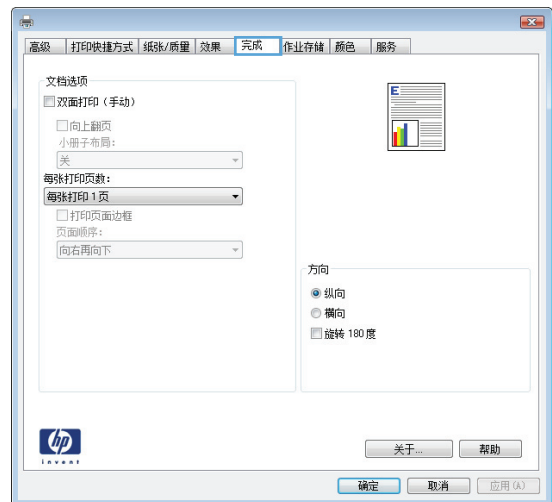 高级 打印快捷方式 纸张/质量 效果 完成 作业存储 颜色 服务
文档选项
双面打印（手动）
向上翻页
小册子布局：
关
每张打印页数：
每张打印 1 页
打印页面边框
页面顺序：
向右再向下
E
方向
纵向
横向
旋转 180 度
hp
invent
关于... 帮助
确定 取消 应用 (A)